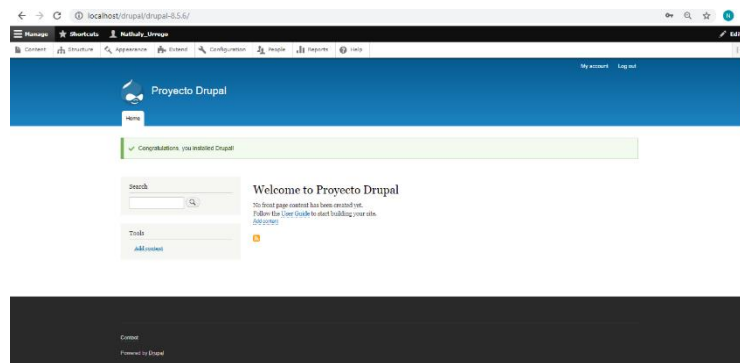 localhost/drupal/drupal-8.5.6/
N
Manage Shortcuts Nathaly_Urrego Edi
Content Structure Appearance Extend Configuration People Reports Help
My account Log out
Proyecto Drupal
Home
Congratulations, you installed Drupal!
Search
Welcome to Proyecto Drupal
No front page content has been created yet.
Follow the User Guide to start building your site.
Add content
Tools
Add content
Contact
Powered by Drupal